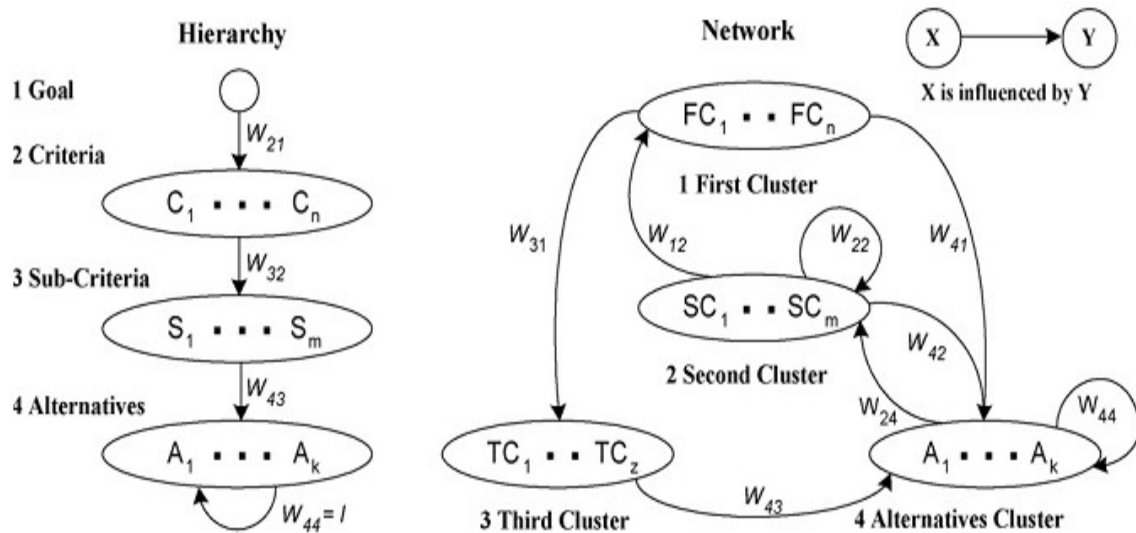 Hierarchy
1 Goal
W21
2 Criteria
C1 ▪ ▪ ▪ Cn
W32
3 Sub-Criteria
S1 ▪ ▪ ▪ Sm
W43
4 Alternatives
A1 ▪ ▪ ▪ Ak
W44 = I
Network
X Y
X is influenced by Y
FC1 ▪ ▪ FCn
1 First Cluster
W31 W12 W22 W41
SC1 ▪ ▪ SCm
W42
2 Second Cluster
W24 W44
TC1 ▪ ▪ TCz
A1 ▪ ▪ ▪ Ak
W43
3 Third Cluster
4 Alternatives Cluster